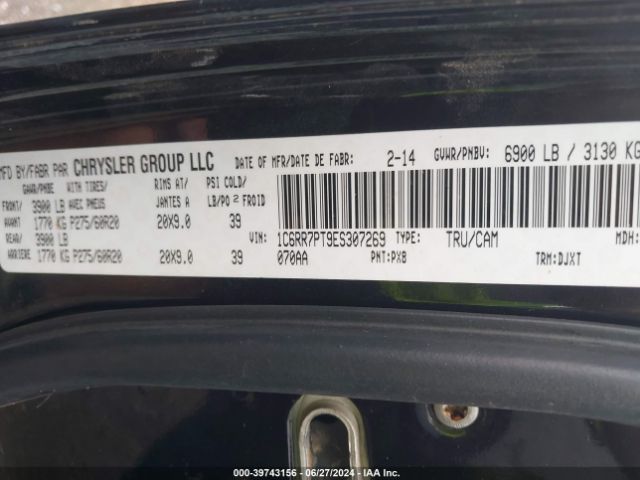 MFD BY/FABR PAR CHRYSLER GROUP LLC DATE OF MFR/DATE DE FABR: 2-14 GVWR/PNBV: 6900 LB / 3130 KG
GAWR/PNBE WITH TIRES/ RIMS AT/ PSI COLD/
FRONT/ 3900 LB AVEC PNEUS JANTES A LB/PO2 FROID
AVANT 1770 KG P275/60R20 20X9.0 39
VIN: 1C6RR7PT9ES307269 TYPE: TRU/CAM MDH:
REAR/ 3900 LB
ARRIERE 1770 KG P275/60R20 20X9.0 39 070AA PNT:PXB TRM:DJXT
000-39743156 - 06/27/2024 - IAA Inc.